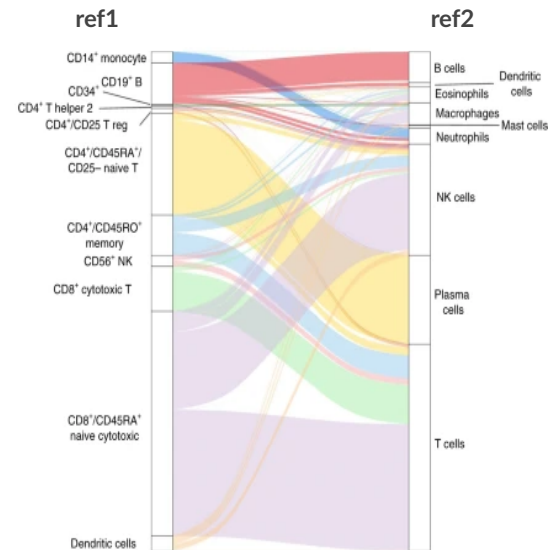 ref1
ref2
CD14⁺ monocyte
CD19⁺ B
CD34⁺
CD4⁺ T helper 2
CD4⁺/CD25 T reg
CD4⁺/CD45RA⁺/
CD25– naive T
CD4⁺/CD45RO⁺
memory
CD56⁺ NK
CD8⁺ cytotoxic T
CD8⁺/CD45RA⁺
naive cytotoxic
Dendritic cells
B cells
Dendritic
cells
Eosinophils
Macrophages
Mast cells
Neutrophils
NK cells
Plasma
cells
T cells